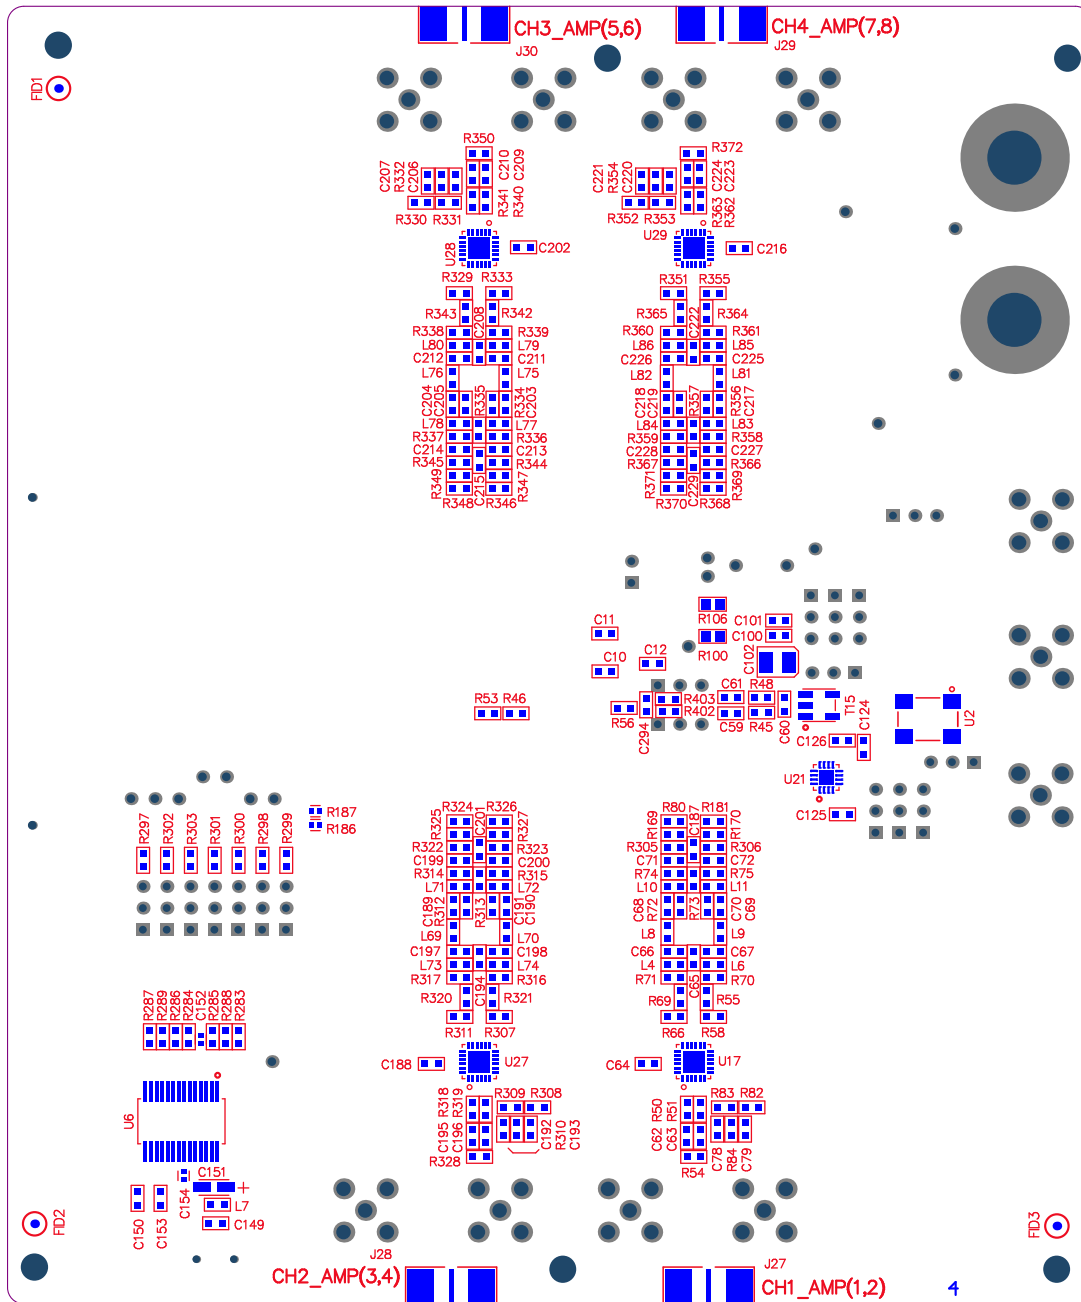 CH3_AMP(5,6)
CH4_AMP(7,8)
J30
J29
FID1
R350
R372
C207
R332
C206
C210
C209
C221
R354
C220
C224
C223
R341
R340
R363
R362
R330
R331
R352
R353
U28
C202
U29
C216
R329
R333
R351
R355
R343
C208
R342
R365
C222
R364
R338
R339
R360
R361
L80
L79
L86
L85
C212
C211
C226
C225
L76
L75
L82
L81
C204
C205
R335
R334
C203
C218
C219
R357
R356
C217
L78
L77
L84
L83
R337
R336
R359
R358
C214
C213
C228
C227
R345
R344
R367
R366
R349
C215
R347
R371
C229
R369
R348
R346
R370
R368
C11
R106
C101
C100
C10
C12
R100
C102
R53
R46
R56
C294
R403
R402
C61
C59
R48
R45
C60
T15
C124
U2
C126
U21
C125
R187
R186
R297
R302
R303
R301
R300
R298
R299
R324
R326
R80
R181
R325
C201
R327
R169
C187
R170
R322
R323
R305
R306
C199
C200
C71
C72
R314
R315
R74
R75
L71
L72
L10
L11
C189
R312
R313
C191
C190
C68
R72
R73
C70
C69
L69
L70
L8
L9
C197
C198
C66
C67
L73
L74
L4
L6
R317
R316
R71
R70
R320
C194
R321
R69
C65
R55
R311
R307
R66
R58
R287
R289
R286
R284
C152
R285
R288
R283
C188
U27
C64
U17
U6
R318
R319
R309
R308
R50
R51
R83
R82
C195
C196
C192
R310
C193
C62
C63
C78
R84
C79
R328
R54
C151
C154
L7
C150
C153
C149
FID2
FID3
J28
J27
CH2_AMP(3,4)
CH1_AMP(1,2)
4